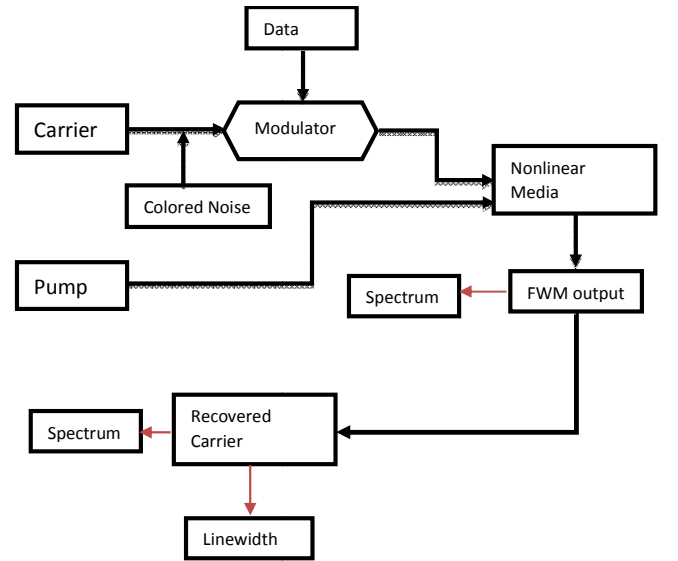 Data
Carrier
Modulator
Nonlinear
Media
Colored Noise
Pump
Spectrum
FWM output
Recovered
Carrier
Spectrum
Linewidth